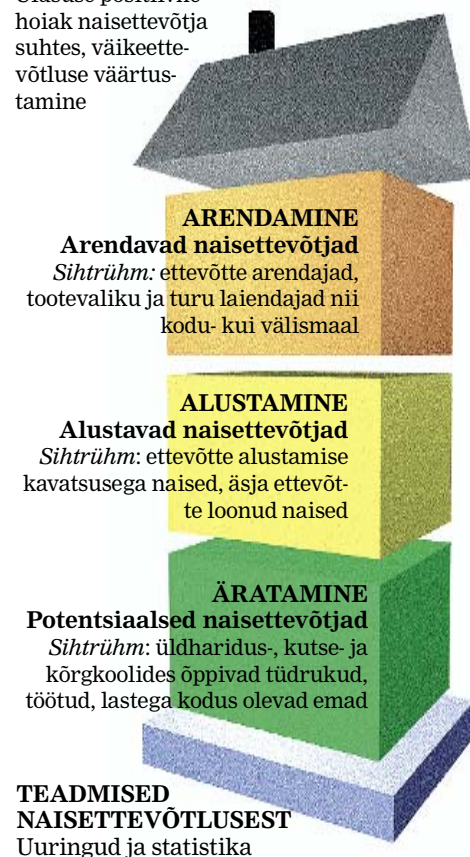 hoiak naisettevõtja
suhtes, väikeette-
võtluse väärtus-
tamine
ARENDAMINE
Arendavad naisettevõtjad
Sihtrühm: ettevõtte arendajad,
tootevaliku ja turu laiendajad nii
kodu- kui välismaal
ALUSTAMINE
Alustavad naisettevõtjad
Sihtrühm: ettevõtte alustamise
kavatsusega naised, äsja ettevõt-
te loonud naised
ÄRATAMINE
Potentsiaalsed naisettevõtjad
Sihtrühm: üldharidus-, kutse- ja
kõrgkoolides õppivad tüdrukud,
töötud, lastega kodus olevad emad
TEADMISED
NAISETTEVÕTLUSEST
Uuringud ja statistika